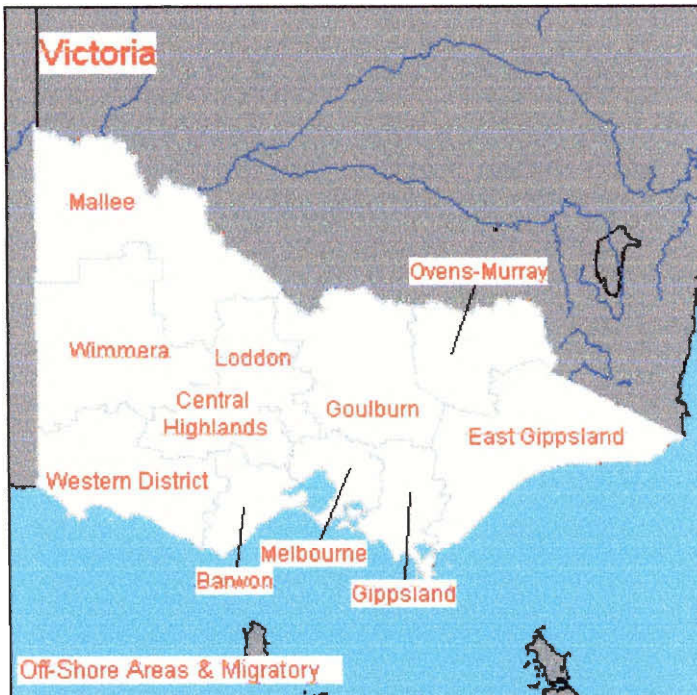 Victoria
Mallee
Ovens-Murray
Wimmera
Loddon
Central
Highlands
Goulburn
East Gippsland
Western District
Melbourne
Barwon
Gippsland
Off-Shore Areas & Migratory